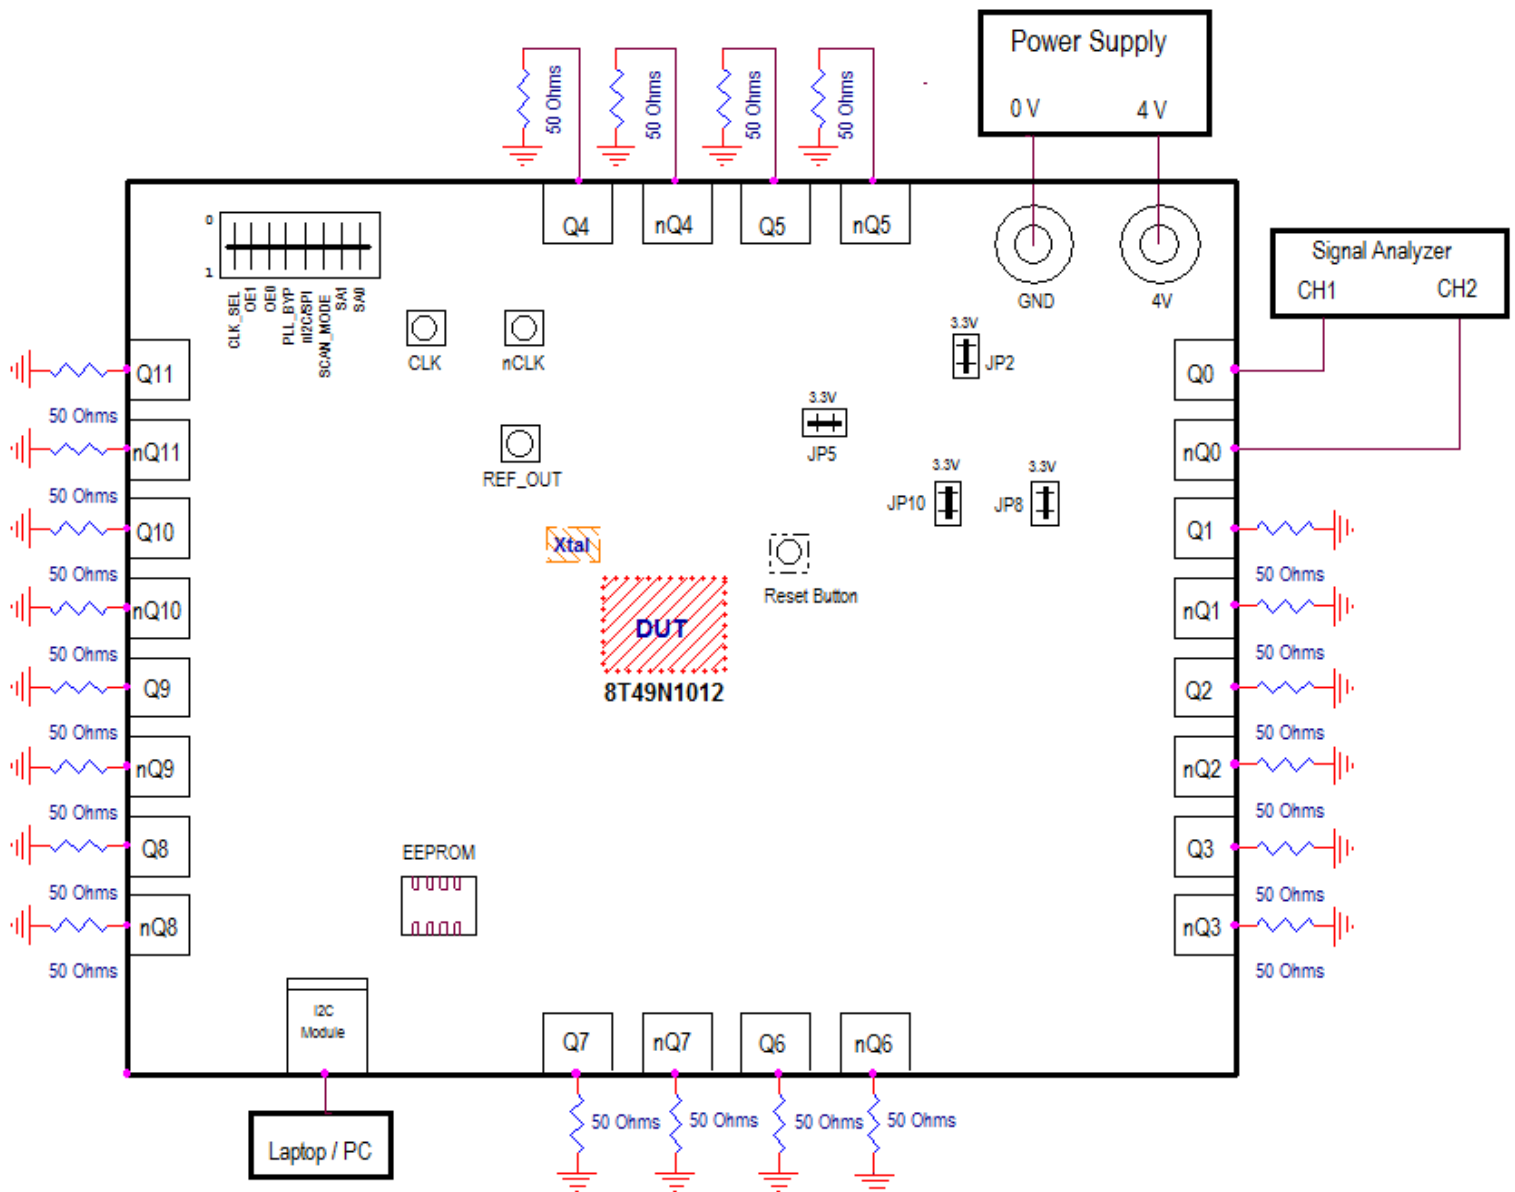 Power Supply
0 V
4 V
50 Ohms
50 Ohms
50 Ohms
50 Ohms
Q4
nQ4
Q5
nQ5
GND
4V
Signal Analyzer
CH1
CH2
0
1
CLK_SEL
OE1
OE0
PLL_BYP
nI2C/SPI
SCAN_MODE
SA1
SA0
CLK
nCLK
REF_OUT
3.3V
JP2
3.3V
JP5
3.3V
JP10
3.3V
JP8
Xtal
Reset Button
DUT
8T49N1012
Q11
50 Ohms
nQ11
50 Ohms
Q10
50 Ohms
nQ10
50 Ohms
Q9
50 Ohms
nQ9
50 Ohms
Q8
50 Ohms
nQ8
50 Ohms
Q0
nQ0
Q1
50 Ohms
nQ1
50 Ohms
Q2
50 Ohms
nQ2
50 Ohms
Q3
50 Ohms
nQ3
50 Ohms
EEPROM
I2C
Module
Q7
nQ7
Q6
nQ6
50 Ohms
50 Ohms
50 Ohms
50 Ohms
Laptop / PC